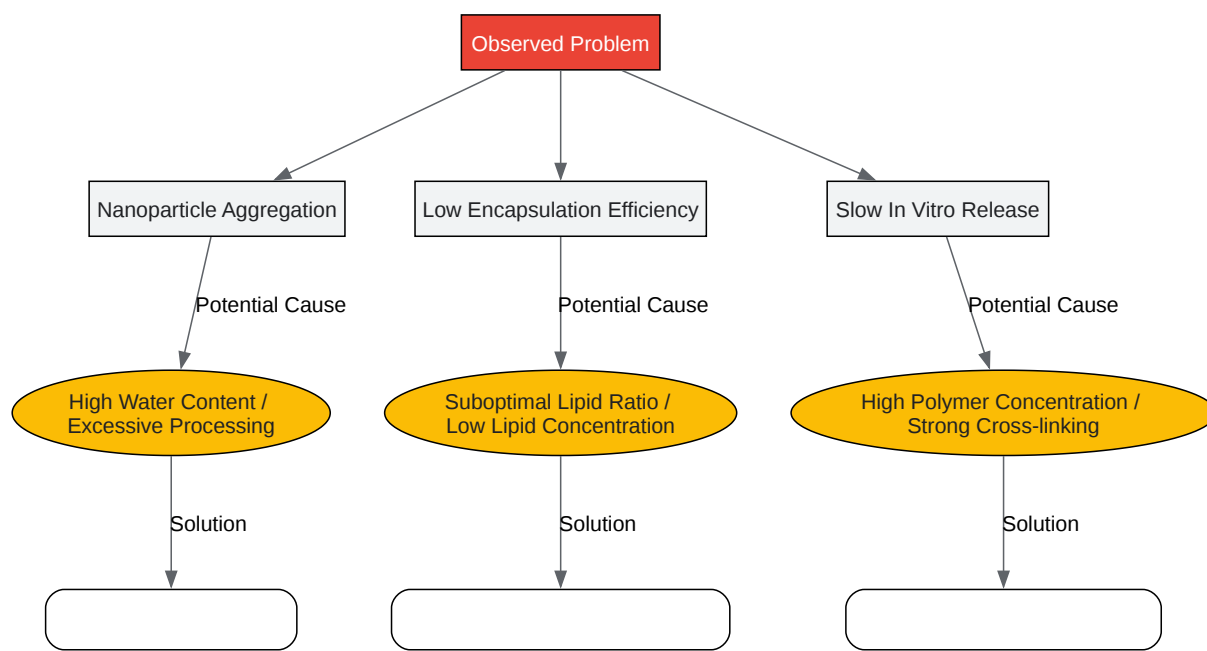 Observed Problem
Nanoparticle Aggregation
Low Encapsulation Efficiency
Slow In Vitro Release
Potential Cause
Potential Cause
Potential Cause
High Water Content /
Excessive Processing
Suboptimal Lipid Ratio /
Low Lipid Concentration
High Polymer Concentration /
Strong Cross-linking
Solution
Solution
Solution